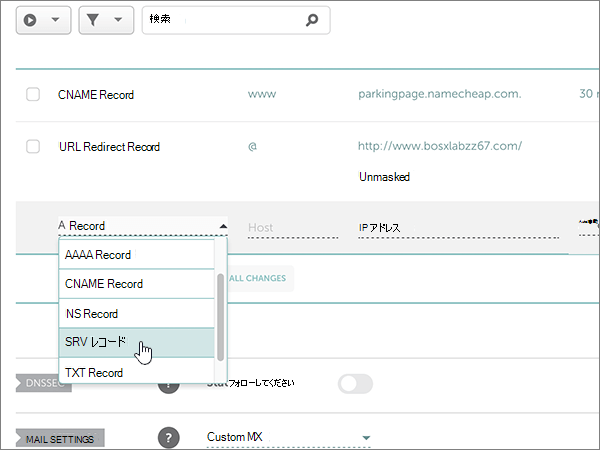 検索
CNAME Record www parkingpage.namecheap.com. 30 m
URL Redirect Record @ http://www.bosxlabzz67.com/
Unmasked
A Record Host IP アドレス
AAAA Record
CNAME Record ALL CHANGES
NS Record
SRV レコード
TXT Record
DNSSEC ? フォローしてください
MAIL SETTINGS ? Custom MX